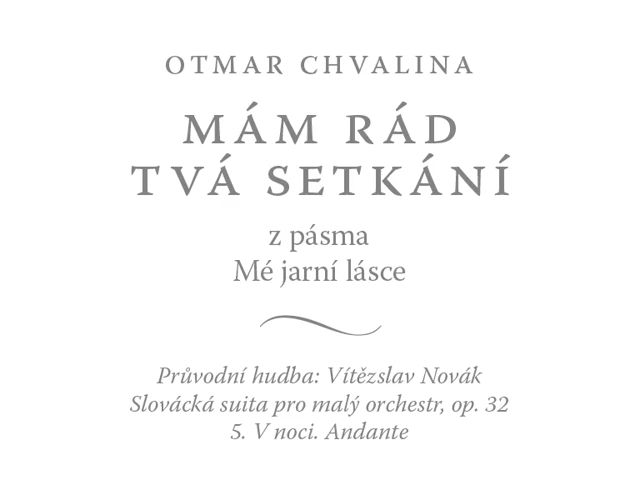 OTMAR CHVALINA
MÁM RÁD
TVÁ SETKÁNÍ
z pásma
Mé jarní lásce
Průvodní hudba: Vítězslav Novák
Slovácká suita pro malý orchestr, op. 32
5. V noci. Andante